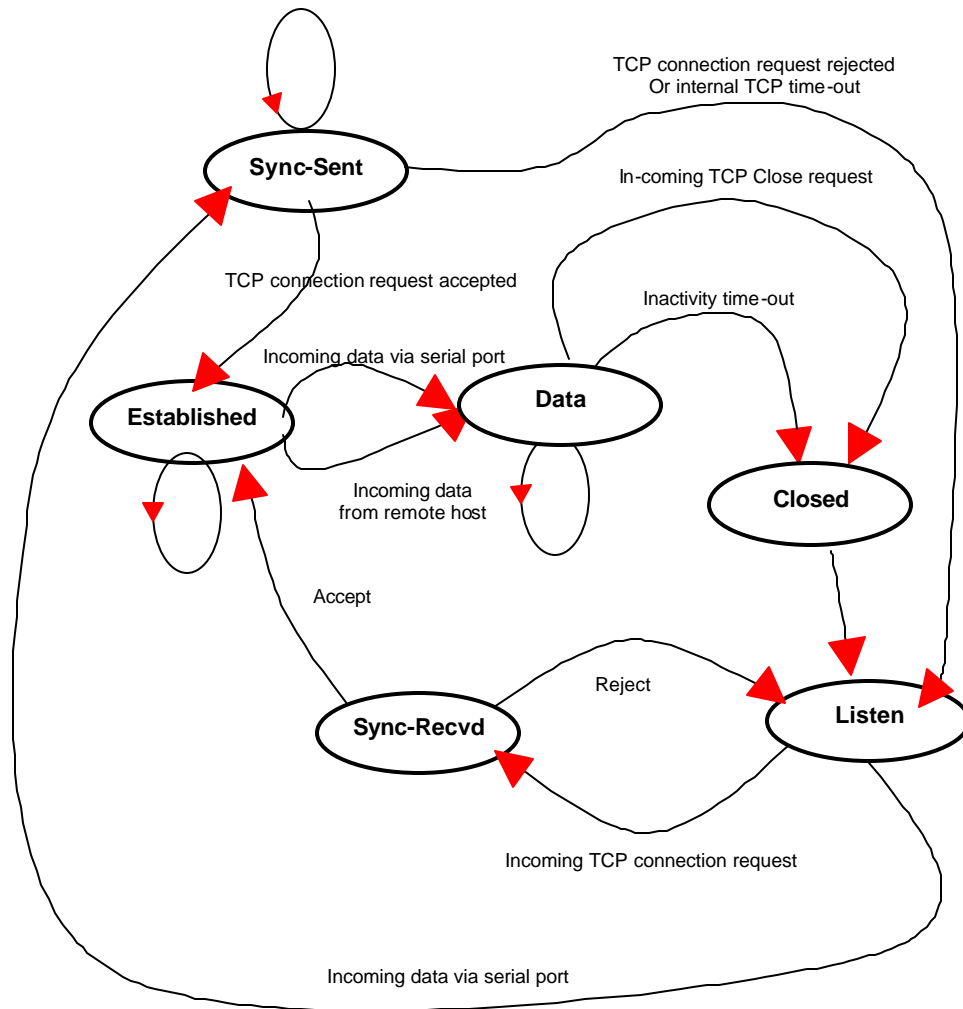 TCP connection request rejected
Or internal TCP time-out
Sync-Sent
In-coming TCP Close request
TCP connection request accepted
Inactivity time-out
Incoming data via serial port
Data
Established
Incoming data
from remote host
Closed
Accept
Reject
Listen
Sync-Recvd
Incoming TCP connection request
Incoming data via serial port